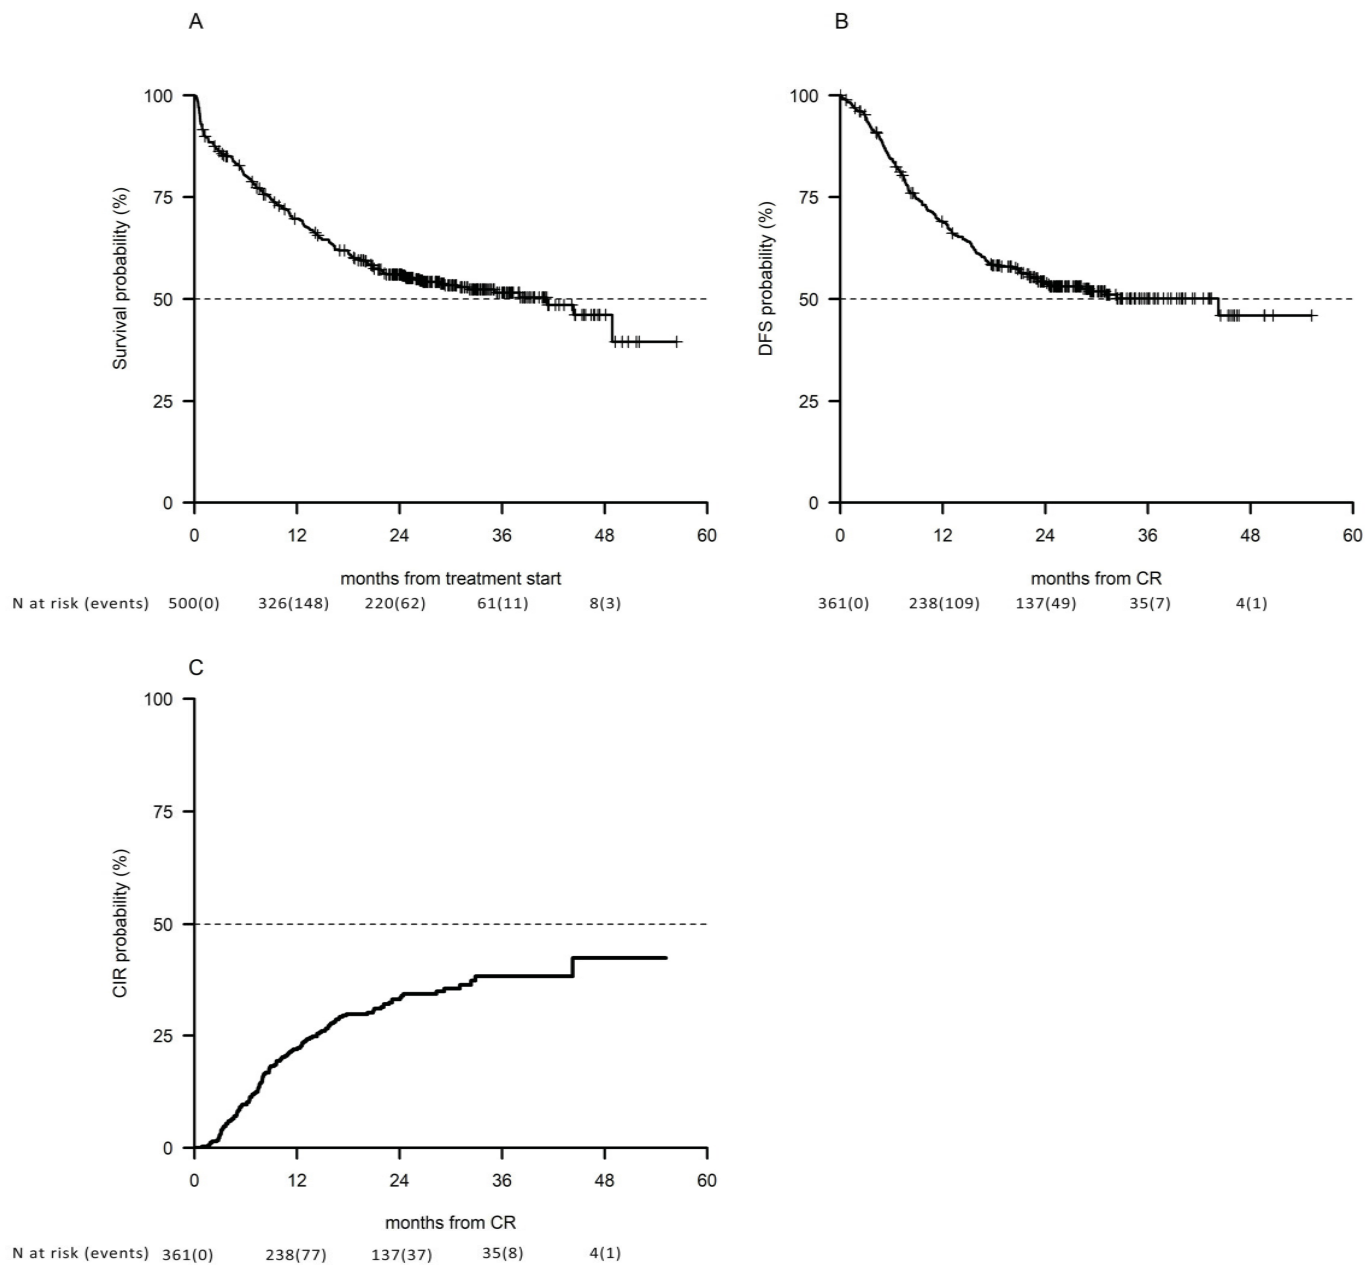 A
100
75
50
25
0
Survival probability (%)
0 12 24 36 48 60
months from treatment start
N at risk (events) 500(0) 326(148) 220(62) 61(11) 8(3)
B
100
75
50
25
0
DFS probability (%)
0 12 24 36 48 60
months from CR
361(0) 238(109) 137(49) 35(7) 4(1)
C
100
75
50
25
0
CIR probability (%)
0 12 24 36 48 60
months from CR
N at risk (events) 361(0) 238(77) 137(37) 35(8) 4(1)